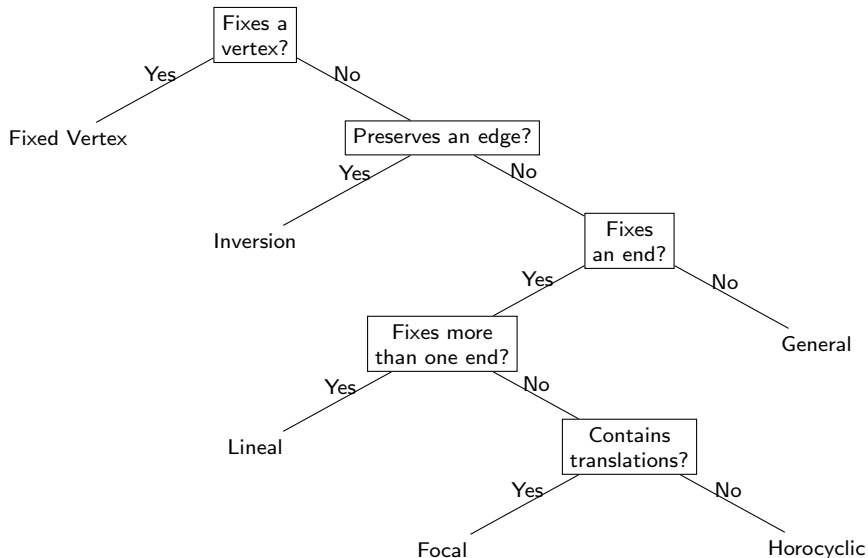 Fixes a
vertex?
Yes
No
Fixed Vertex
Preserves an edge?
Yes
No
Inversion
Fixes
an end?
Yes
No
Fixes more
than one end?
General
Yes
No
Lineal
Contains
translations?
Yes
No
Focal
Horocyclic